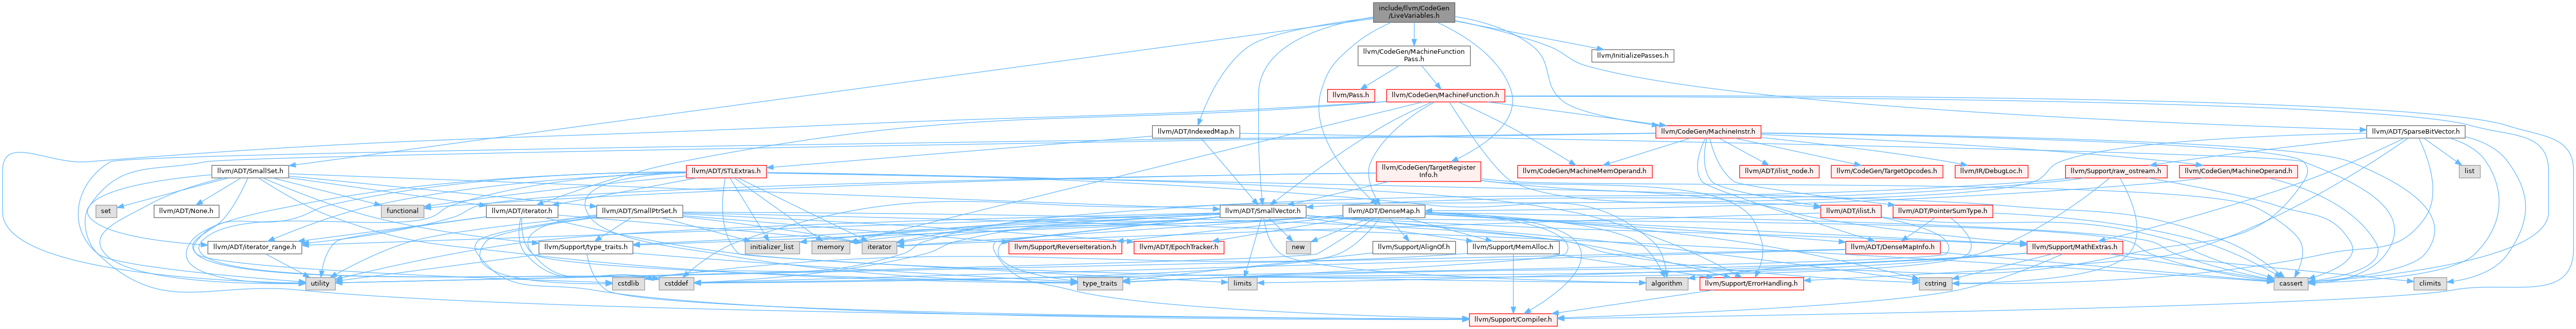 include/llvm/CodeGen
/LiveVariables.h
llvm/CodeGen/MachineFunction
Pass.h
llvm/InitializePasses.h
llvm/Pass.h
llvm/CodeGen/MachineFunction.h
llvm/ADT/IndexedMap.h
llvm/CodeGen/MachineInstr.h
llvm/ADT/SparseBitVector.h
llvm/ADT/SmallSet.h
llvm/ADT/STLExtras.h
llvm/CodeGen/TargetRegister
Info.h
llvm/CodeGen/MachineMemOperand.h
llvm/ADT/ilist_node.h
llvm/CodeGen/TargetOpcodes.h
llvm/IR/DebugLoc.h
llvm/Support/raw_ostream.h
llvm/CodeGen/MachineOperand.h
list
set
llvm/ADT/None.h
functional
llvm/ADT/iterator.h
llvm/ADT/SmallPtrSet.h
llvm/ADT/SmallVector.h
llvm/ADT/DenseMap.h
llvm/ADT/ilist.h
llvm/ADT/PointerSumType.h
llvm/ADT/iterator_range.h
llvm/Support/type_traits.h
initializer_list
memory
iterator
llvm/Support/ReverseIteration.h
llvm/ADT/EpochTracker.h
new
llvm/Support/AlignOf.h
llvm/Support/MemAlloc.h
llvm/ADT/DenseMapInfo.h
llvm/Support/MathExtras.h
utility
cstdlib
cstddef
type_traits
limits
algorithm
llvm/Support/ErrorHandling.h
cstring
cassert
climits
llvm/Support/Compiler.h